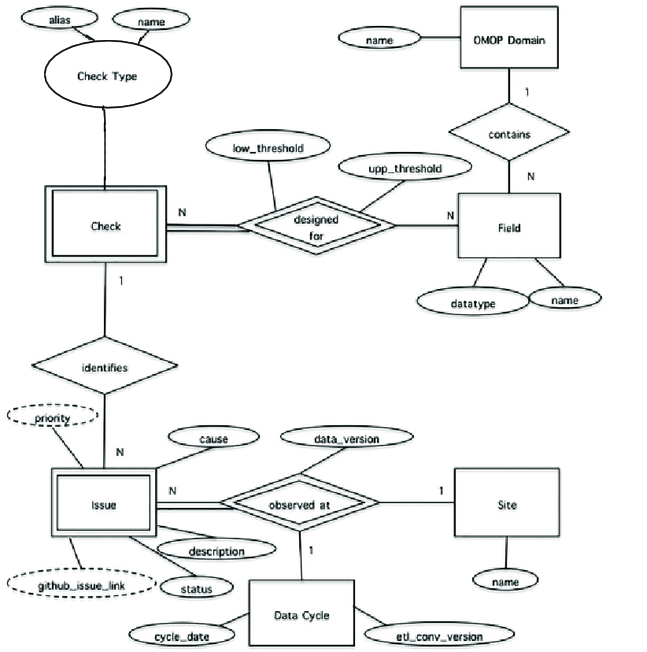 alias
name
OMOP Domain
name
Check Type
1
contains
low_threshold
upp_threshold
N
N
designed
for
N
Check
Field
1
datatype
name
identifies
priority
N
cause
data_version
N
1
Issue
observed at
Site
description
1
github_issue_link
status
name
Data Cycle
cycle_date
etl_conv_version